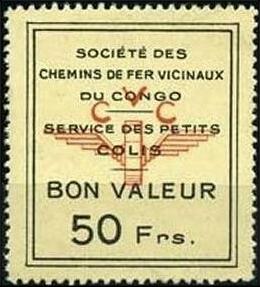 SOCIÉTÉ DES
CHEMINS DE FER VICINAUX
DU CONGO
C V C
SERVICE DES PETITS
COLIS
BON VALEUR
50 Frs.